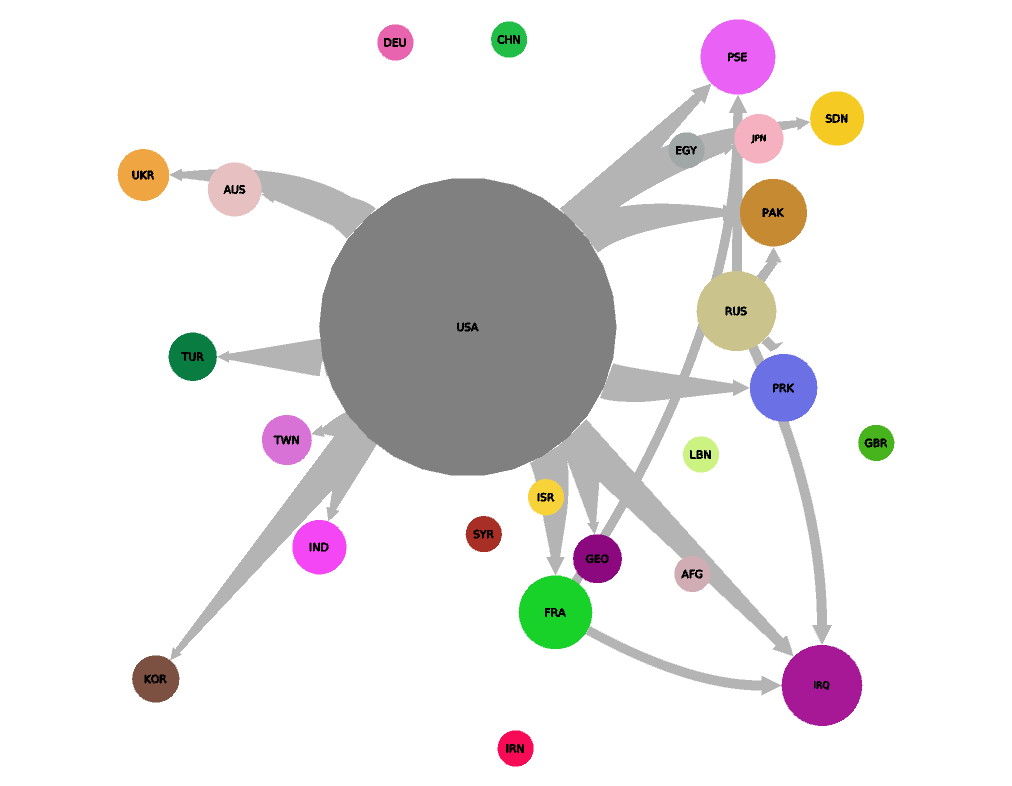 CHN
DEU
PSE
SDN
JPN
EGY
UKR
AUS
PAK
RUS
USA
TUR
PRK
TWN
GBR
LBN
ISR
SYR
IND
GEO
AFG
FRA
KOR
IRQ
IRN